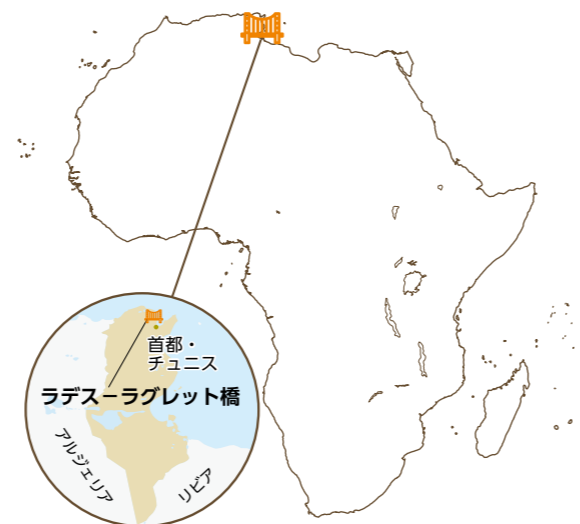 首都・
チュニス
ラデスーラグレット橋
アルジェリア
リビア